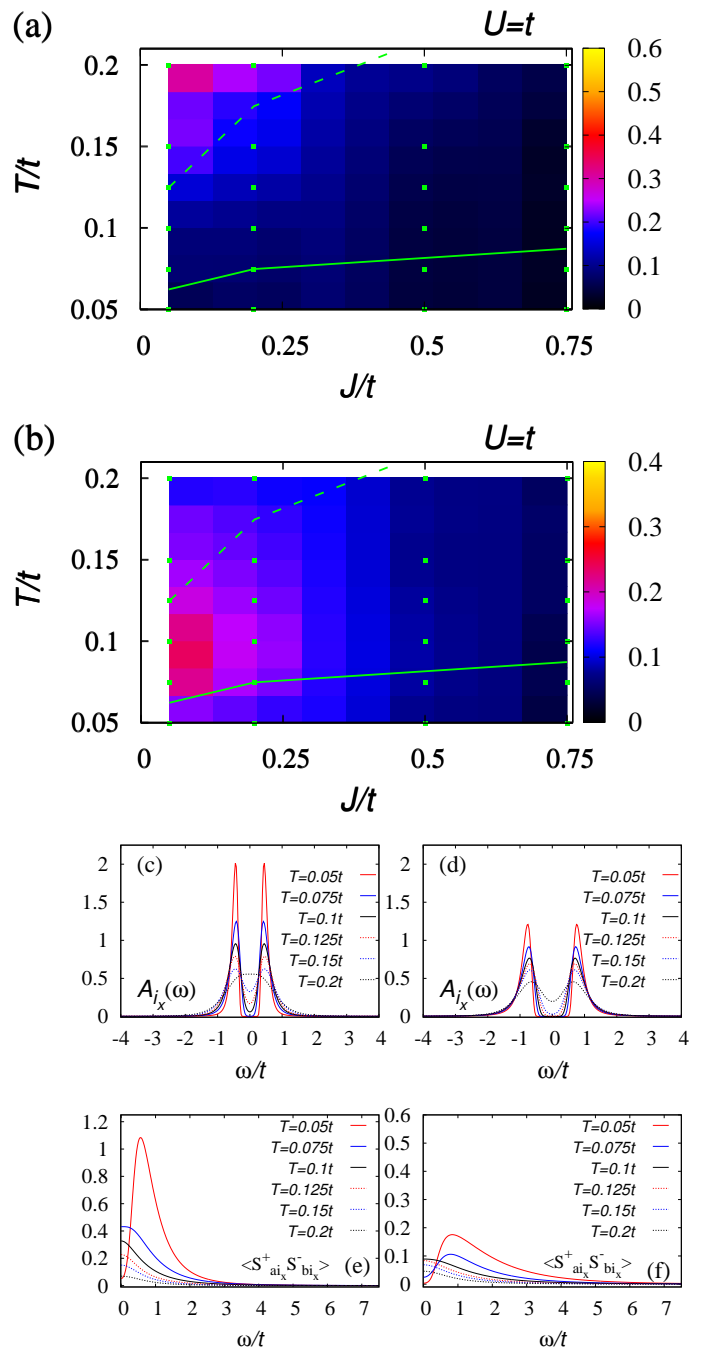 (a)
U=t
0.2
0.15
0.1
0.05
T/t
0
0.25
0.5
0.75
J/t
0.6
0.5
0.4
0.3
0.2
0.1
0
(b)
U=t
0.2
0.15
0.1
0.05
T/t
0
0.25
0.5
0.75
J/t
0.4
0.3
0.2
0.1
0
(c)
2
1.5
1
0.5
0
T=0.05t
T=0.075t
T=0.1t
T=0.125t
T=0.15t
T=0.2t
A_{i_x}(ω)
-4 -3 -2 -1 0 1 2 3 4
ω/t
(d)
2
1.5
1
0.5
0
T=0.05t
T=0.075t
T=0.1t
T=0.125t
T=0.15t
T=0.2t
A_{i_x}(ω)
-4 -3 -2 -1 0 1 2 3 4
ω/t
1.2
1
0.8
0.6
0.4
0.2
0
T=0.05t
T=0.075t
T=0.1t
T=0.125t
T=0.15t
T=0.2t
<S^+_{ai_x}S^-_{bi_x}>
(e)
0 1 2 3 4 5 6 7
ω/t
0.6
0.5
0.4
0.3
0.2
0.1
0
T=0.05t
T=0.075t
T=0.1t
T=0.125t
T=0.15t
T=0.2t
<S^+_{ai_x}S^-_{bi_x}>
(f)
0 1 2 3 4 5 6 7
ω/t